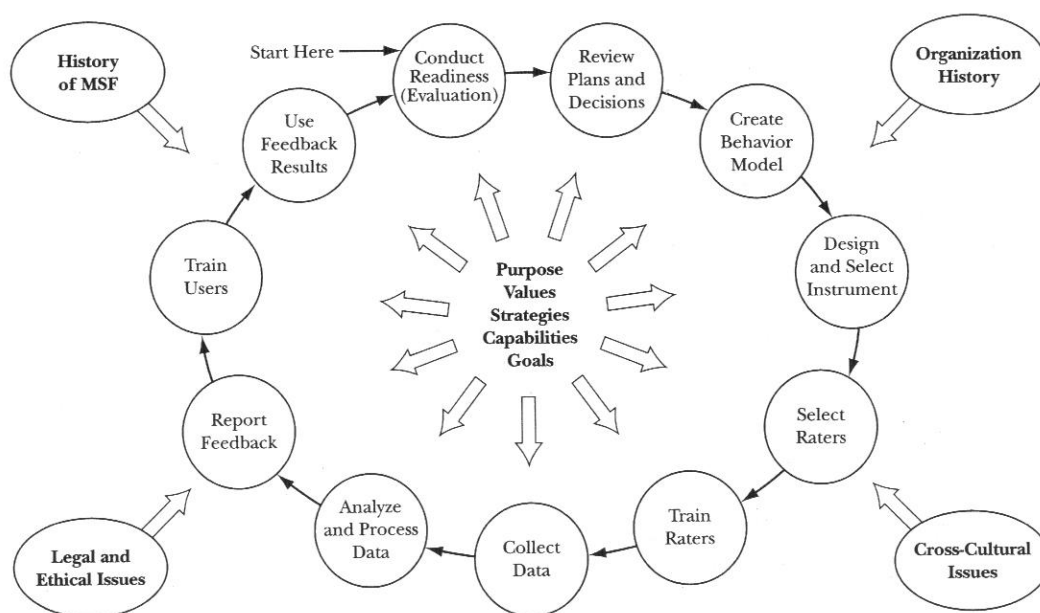 History
of MSF
Start Here
Conduct
Readiness
(Evaluation)
Review
Plans and
Decisions
Organization
History
Create
Behavior
Model
Design
and Select
Instrument
Select
Raters
Train
Raters
Collect
Data
Analyze
and Process
Data
Report
Feedback
Train
Users
Use
Feedback
Results
Purpose
Values
Strategies
Capabilities
Goals
Legal and
Ethical Issues
Cross-Cultural
Issues